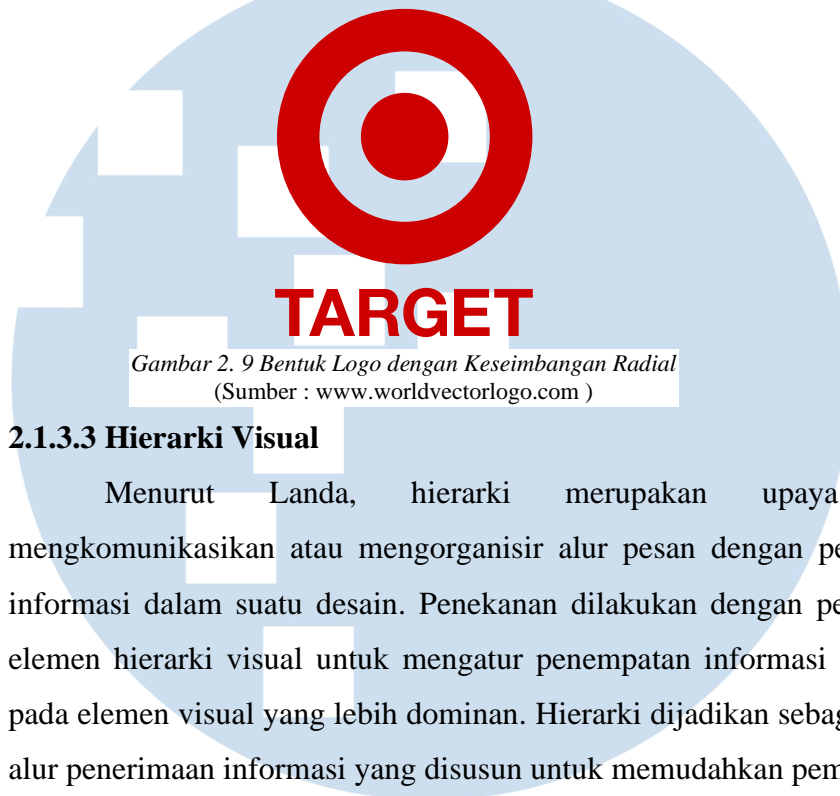 TARGET
Gambar 2. 9 Bentuk Logo dengan Keseimbangan Radial
(Sumber : www.worldvectorlogo.com )
2.1.3.3 Hierarki Visual
Menurut Landa, hierarki merupakan upaya
mengkomunikasikan atau mengorganisir alur pesan dengan pe
informasi dalam suatu desain. Penekanan dilakukan dengan pe
elemen hierarki visual untuk mengatur penempatan informasi
pada elemen visual yang lebih dominan. Hierarki dijadikan sebag
alur penerimaan informasi yang disusun untuk memudahkan pem